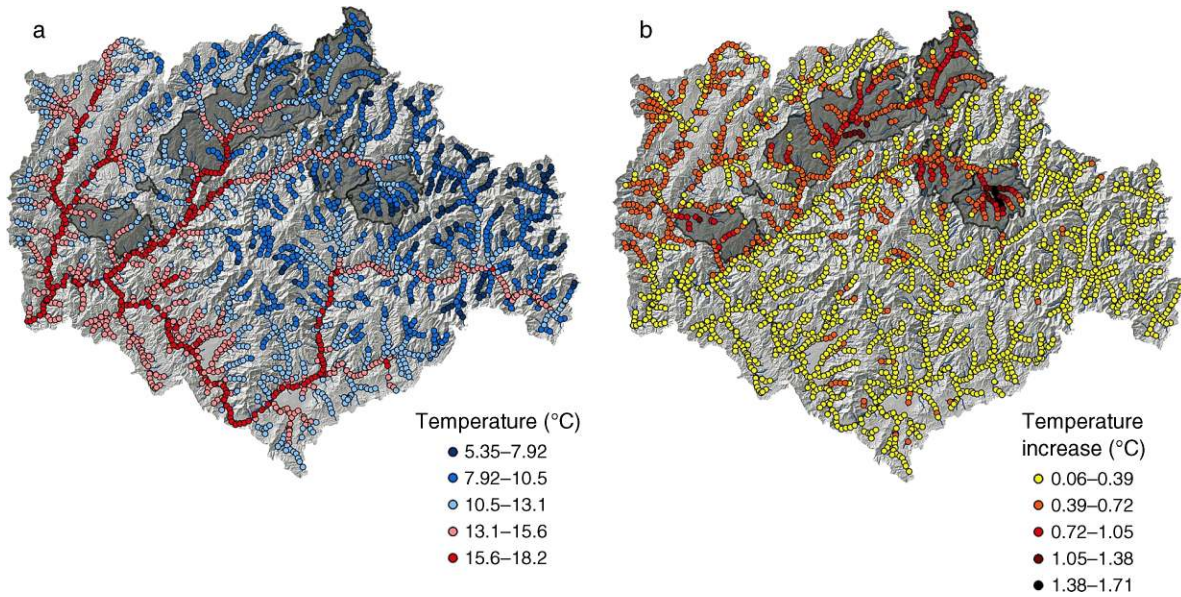 a
b
Temperature (°C)
5.35–7.92
7.92–10.5
10.5–13.1
13.1–15.6
15.6–18.2
Temperature
increase (°C)
0.06–0.39
0.39–0.72
0.72–1.05
1.05–1.38
1.38–1.71